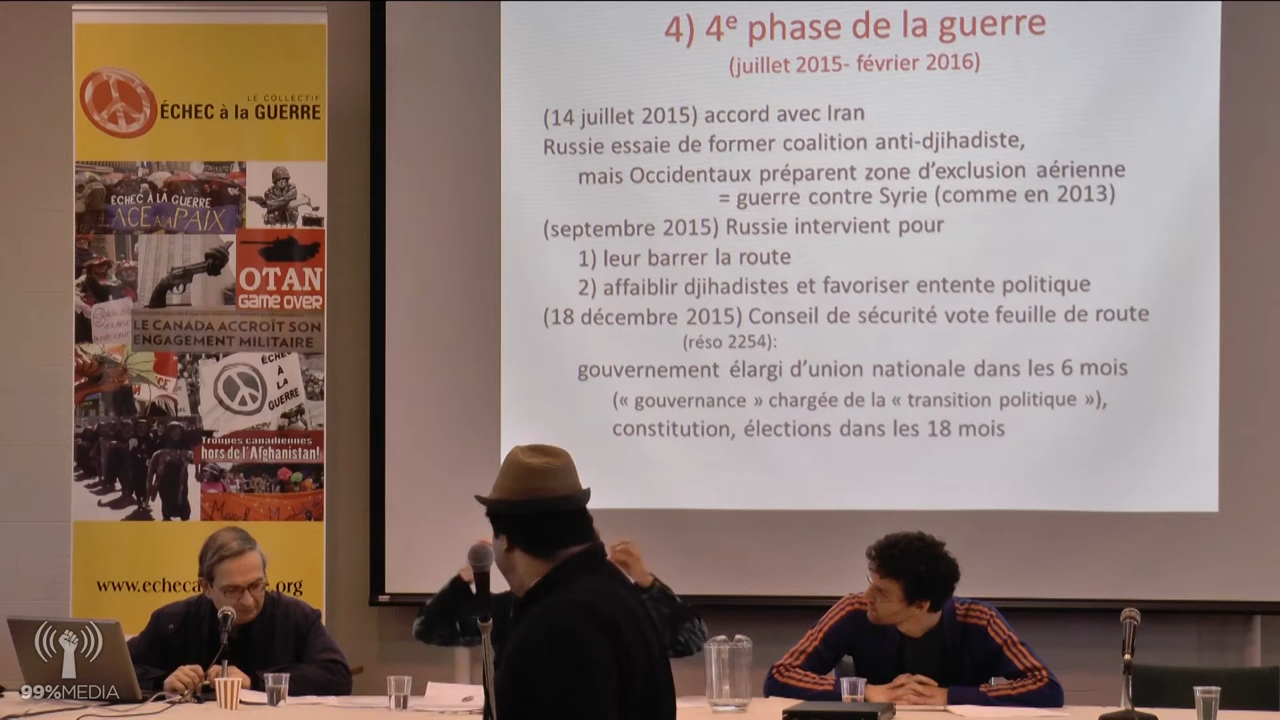 LE COLLECTIF
ÉCHEC à la GUERRE
ÉCHEC À LA GUERRE
OTAN
GAME OVER
LE CANADA ACCROÎT SON
ENGAGEMENT MILITAIRE
À
LA
GUERRE
Troupes canadiennes
hors de l'Afghanistan!
99%MEDIA
4) 4e phase de la guerre
(juillet 2015- février 2016)
(14 juillet 2015) accord avec Iran
Russie essaie de former coalition anti-djihadiste,
mais Occidentaux préparent zone d'exclusion aérienne
= guerre contre Syrie (comme en 2013)
(septembre 2015) Russie intervient pour
1) leur barrer la route
2) affaiblir djihadistes et favoriser entente politique
(18 décembre 2015) Conseil de sécurité vote feuille de route
(réso 2254):
gouvernement élargi d'union nationale dans les 6 mois
(« gouvernance » chargée de la « transition politique »),
constitution, élections dans les 18 mois